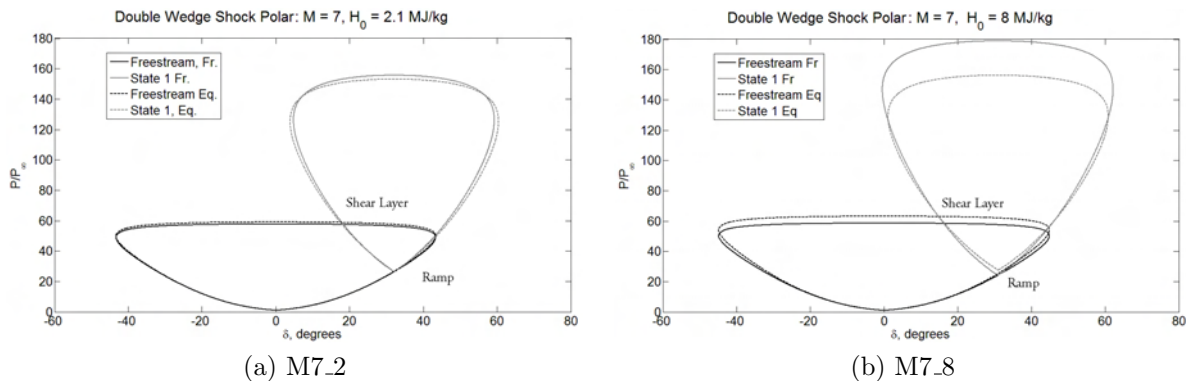 Double Wedge Shock Polar: M = 7, H0 = 2.1 MJ/kg
Freestream, Fr.
State 1 Fr.
Freestream Eq.
State 1, Eq.
180
160
140
120
100
80
60
40
20
0
P/P∞
Shear Layer
Ramp
-60
-40
-20
0
20
40
60
80
δ, degrees
(a) M7_2
Double Wedge Shock Polar: M = 7, H0 = 8 MJ/kg
Freestream Fr
State 1 Fr
Freestream Eq
State 1 Eq
180
160
140
120
100
80
60
40
20
0
P/P∞
Shear Layer
Ramp
-60
-40
-20
0
20
40
60
80
δ, degrees
(b) M7_8